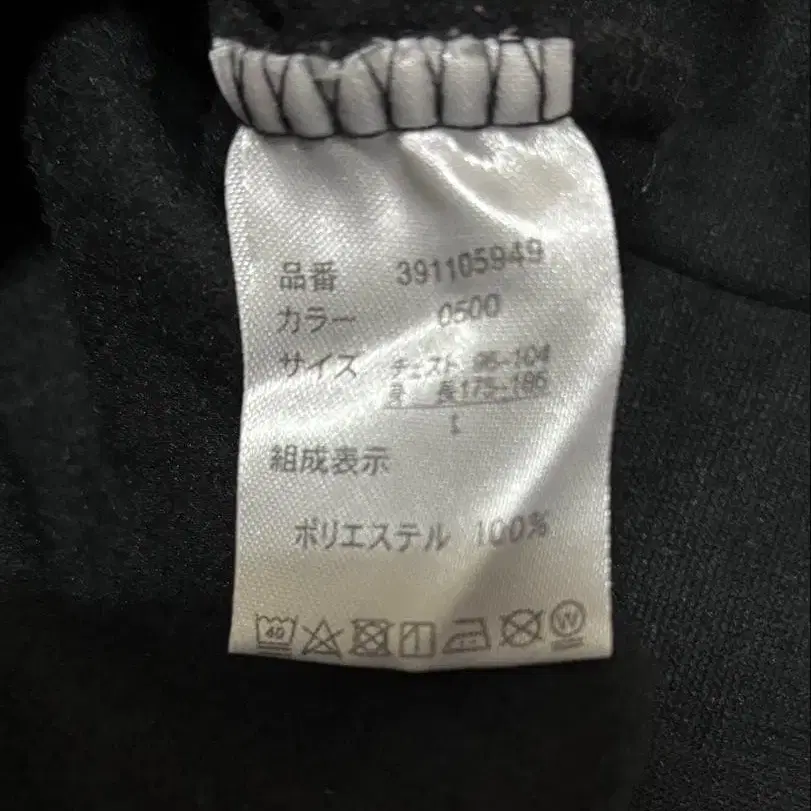 品番 391105949
カラー 0500
サイズ チェスト 96-104
身 長175-185
L
組成表示
ポリエステル 100%
40
W